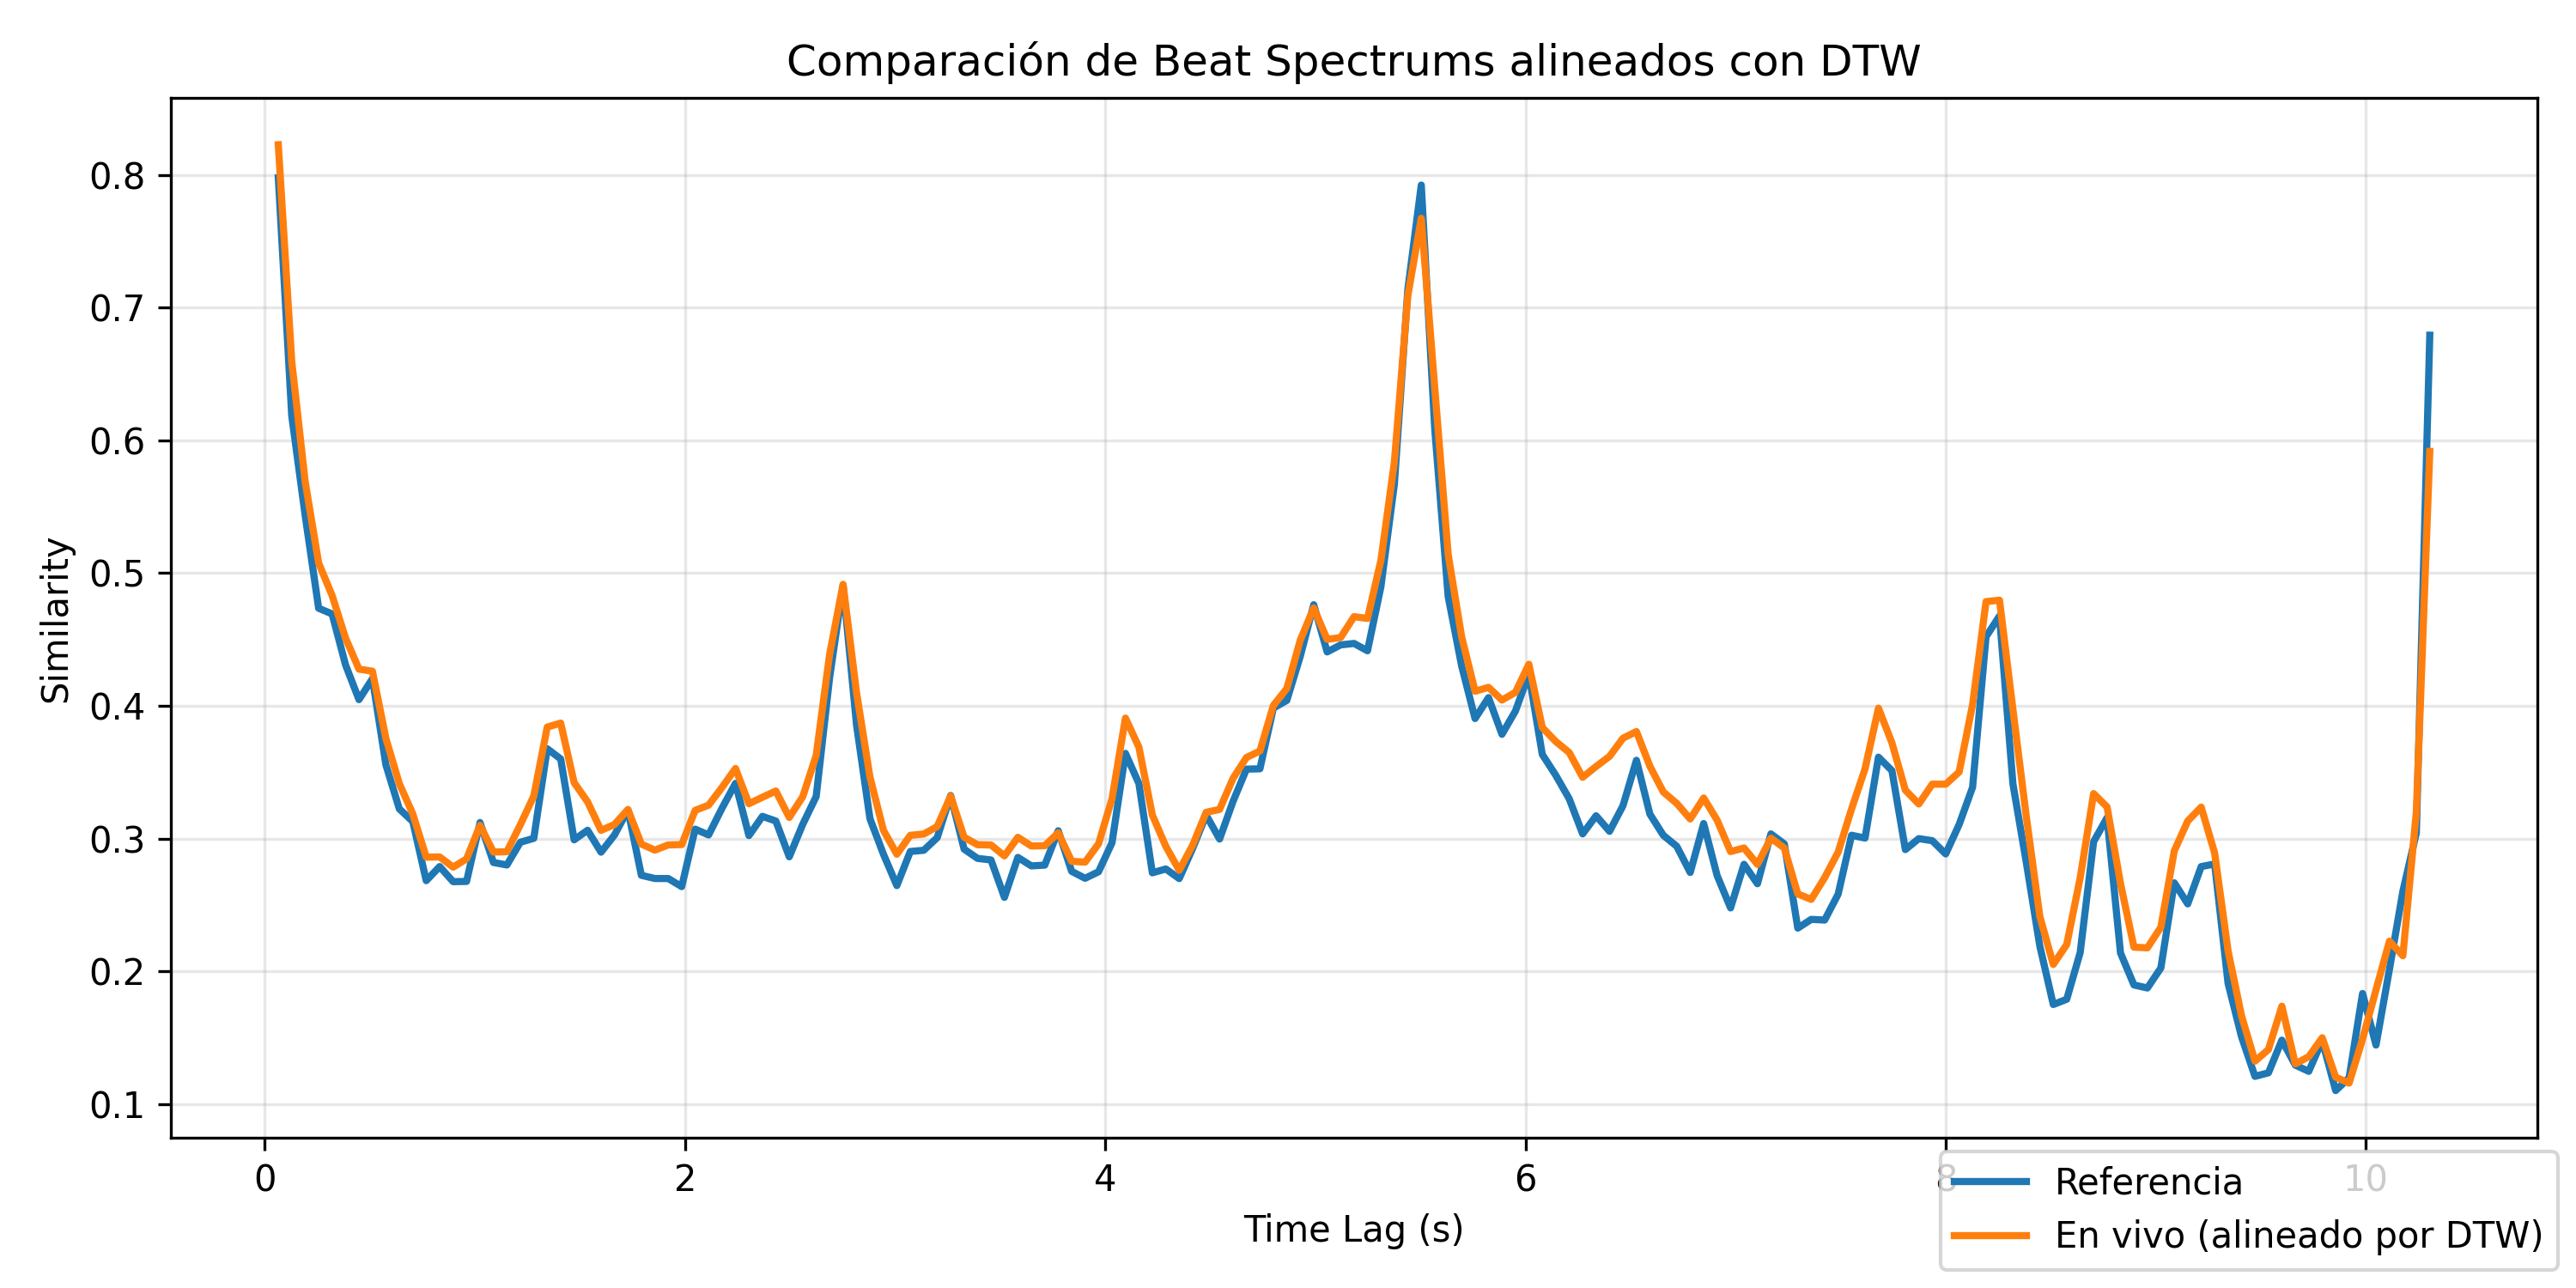 Comparación de Beat Spectrums alineados con DTW
Similarity
0.8
0.7
0.6
0.5
0.4
0.3
0.2
0.1
0 2 4 6 8 10
Time Lag (s)
Referencia
En vivo (alineado por DTW)